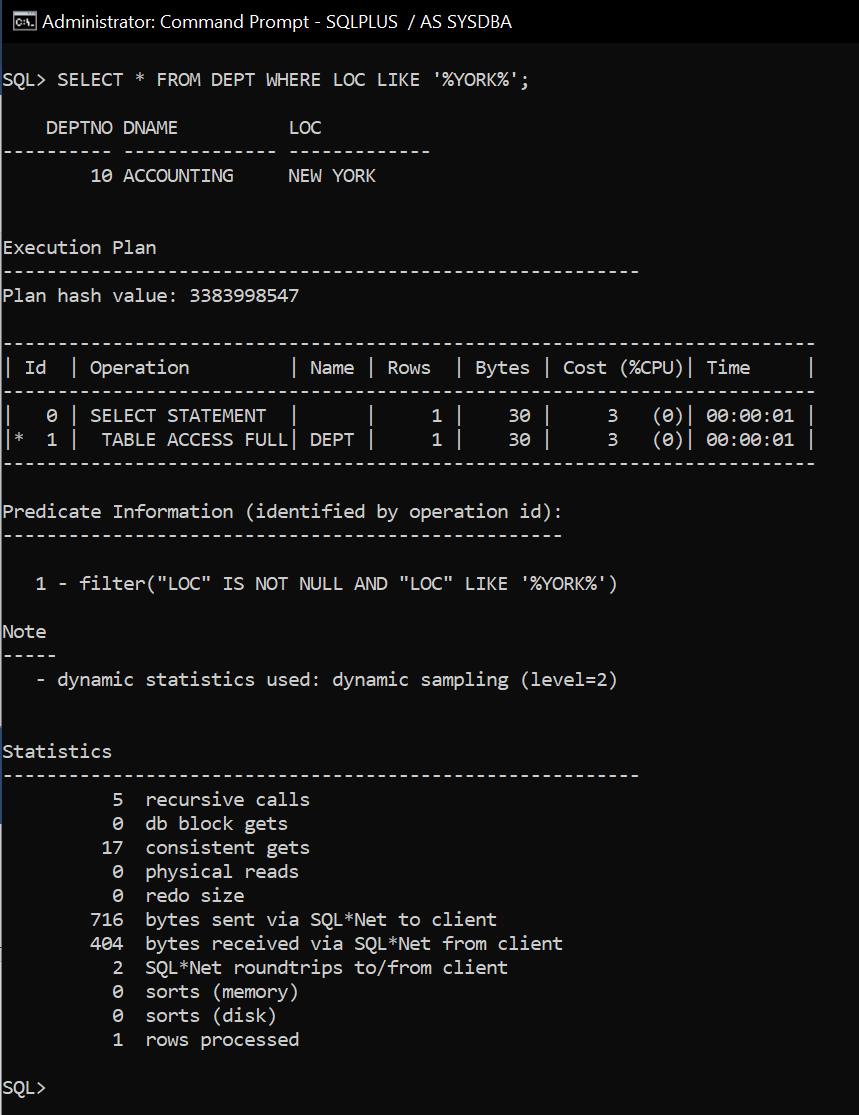 Administrator: Command Prompt - SQLPLUS  / AS SYSDBA
SQL> SELECT * FROM DEPT WHERE LOC LIKE '%YORK%';
    DEPTNO DNAME          LOC
---------- -------------- -------------
        10 ACCOUNTING     NEW YORK
Execution Plan
----------------------------------------------------------
Plan hash value: 3383998547
--------------------------------------------------------------------------
| Id  | Operation         | Name | Rows  | Bytes | Cost (%CPU)| Time     |
--------------------------------------------------------------------------
|   0 | SELECT STATEMENT  |      |     1 |    30 |     3   (0)| 00:00:01 |
|*  1 |  TABLE ACCESS FULL| DEPT |     1 |    30 |     3   (0)| 00:00:01 |
--------------------------------------------------------------------------
Predicate Information (identified by operation id):
---------------------------------------------------
   1 - filter("LOC" IS NOT NULL AND "LOC" LIKE '%YORK%')
Note
-----
   - dynamic statistics used: dynamic sampling (level=2)
Statistics
----------------------------------------------------------
          5  recursive calls
          0  db block gets
         17  consistent gets
          0  physical reads
          0  redo size
        716  bytes sent via SQL*Net to client
        404  bytes received via SQL*Net from client
          2  SQL*Net roundtrips to/from client
          0  sorts (memory)
          0  sorts (disk)
          1  rows processed
SQL>